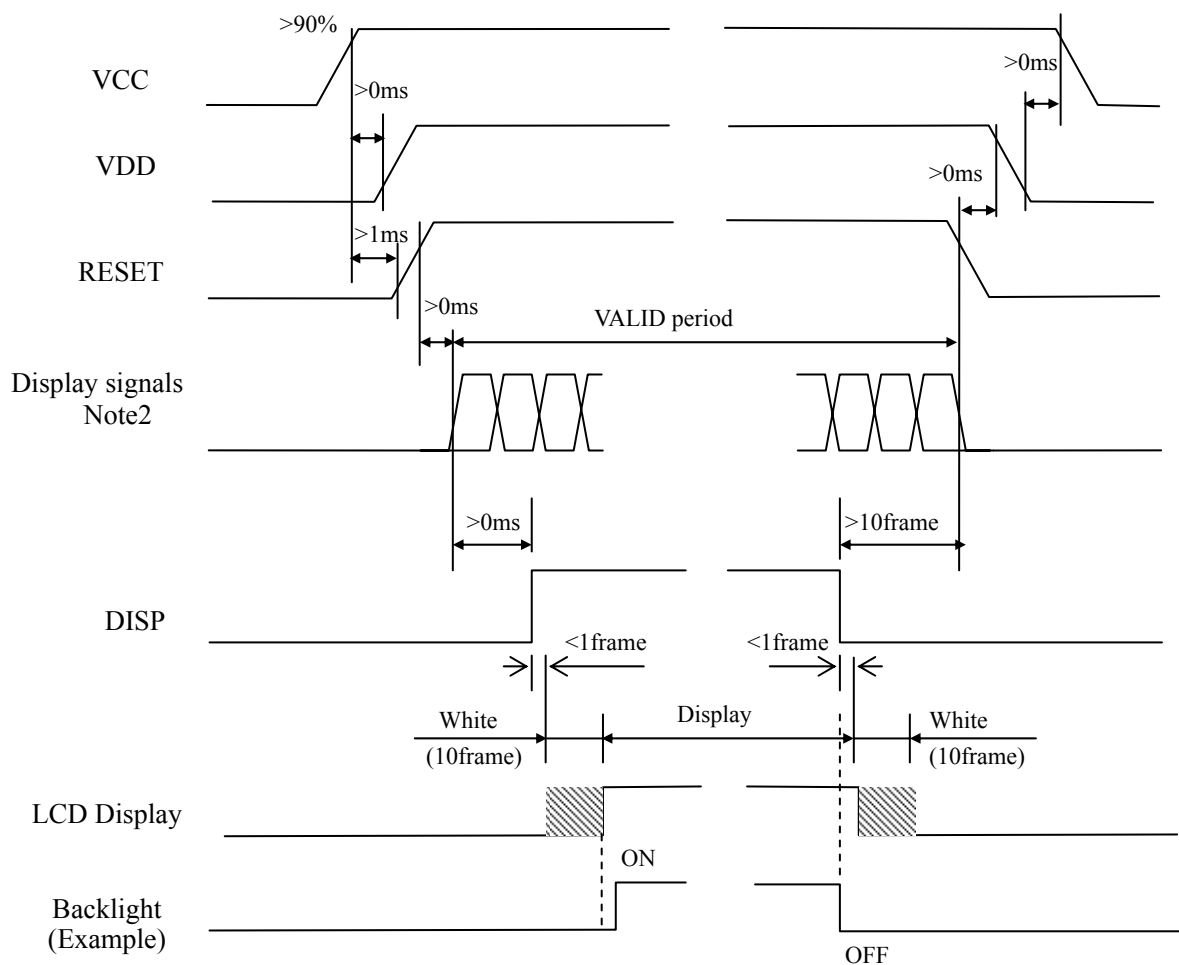 >90%
VCC
>0ms
>0ms
VDD
>0ms
>1ms
RESET
>0ms
VALID period
Display signals
Note2
>0ms
>10frame
DISP
<1frame
<1frame
White
(10frame)
Display
White
(10frame)
LCD Display
ON
Backlight
(Example)
OFF